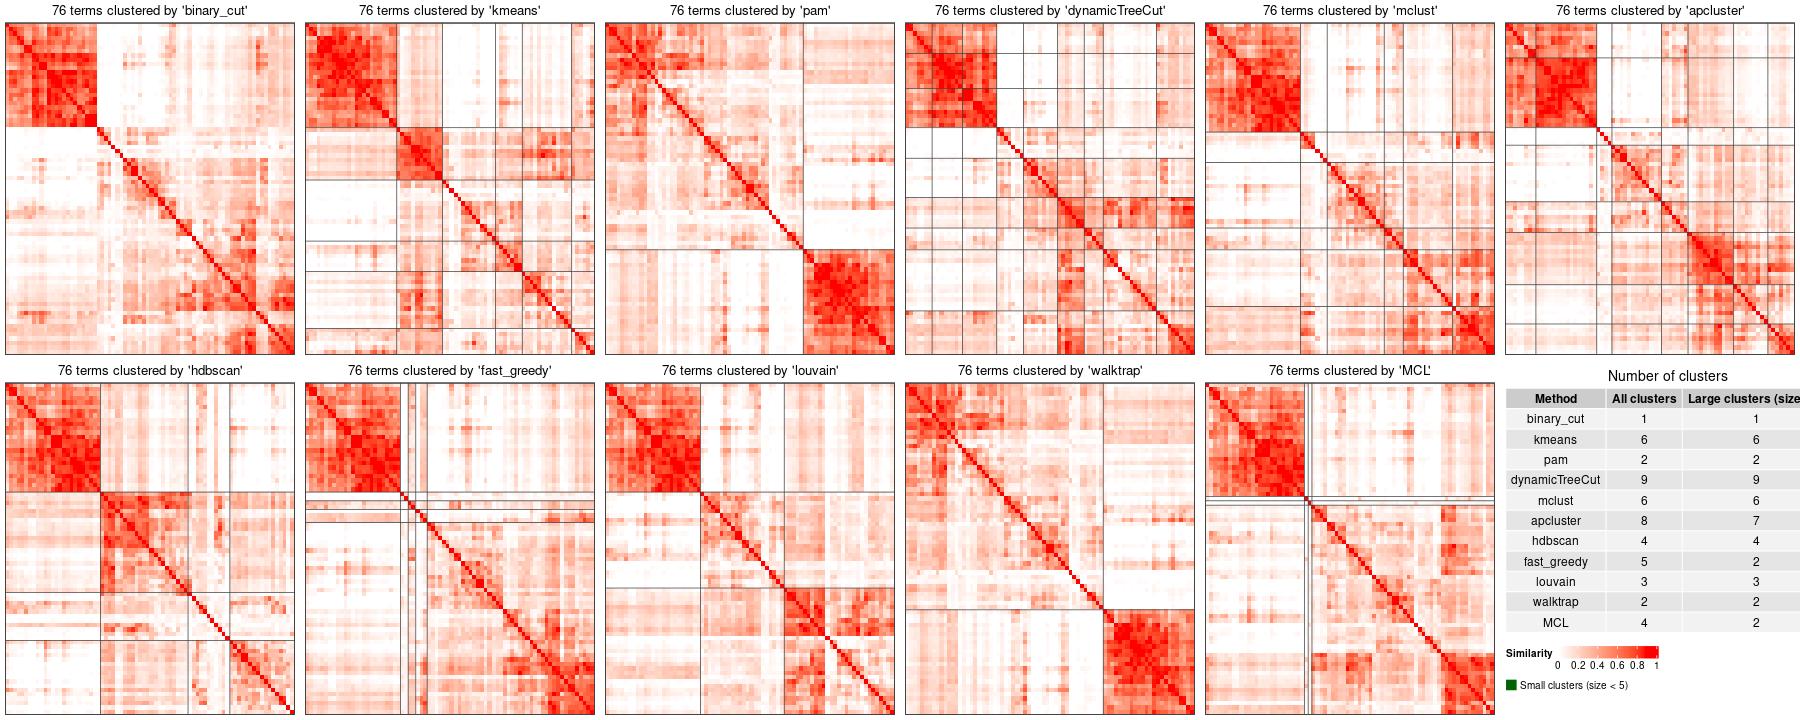 76 terms clustered by 'binary_cut'
76 terms clustered by 'kmeans'
76 terms clustered by 'pam'
76 terms clustered by 'dynamicTreeCut'
76 terms clustered by 'mclust'
76 terms clustered by 'apcluster'
76 terms clustered by 'hdbscan'
76 terms clustered by 'fast_greedy'
76 terms clustered by 'louvain'
76 terms clustered by 'walktrap'
76 terms clustered by 'MCL'
Number of clusters
Method All clusters Large clusters (size
binary_cut 1 1
kmeans 6 6
pam 2 2
dynamicTreeCut 9 9
mclust 6 6
apcluster 8 7
hdbscan 4 4
fast_greedy 5 2
louvain 3 3
walktrap 2 2
MCL 4 2
Similarity
0 0.2 0.4 0.6 0.8 1
Small clusters (size < 5)